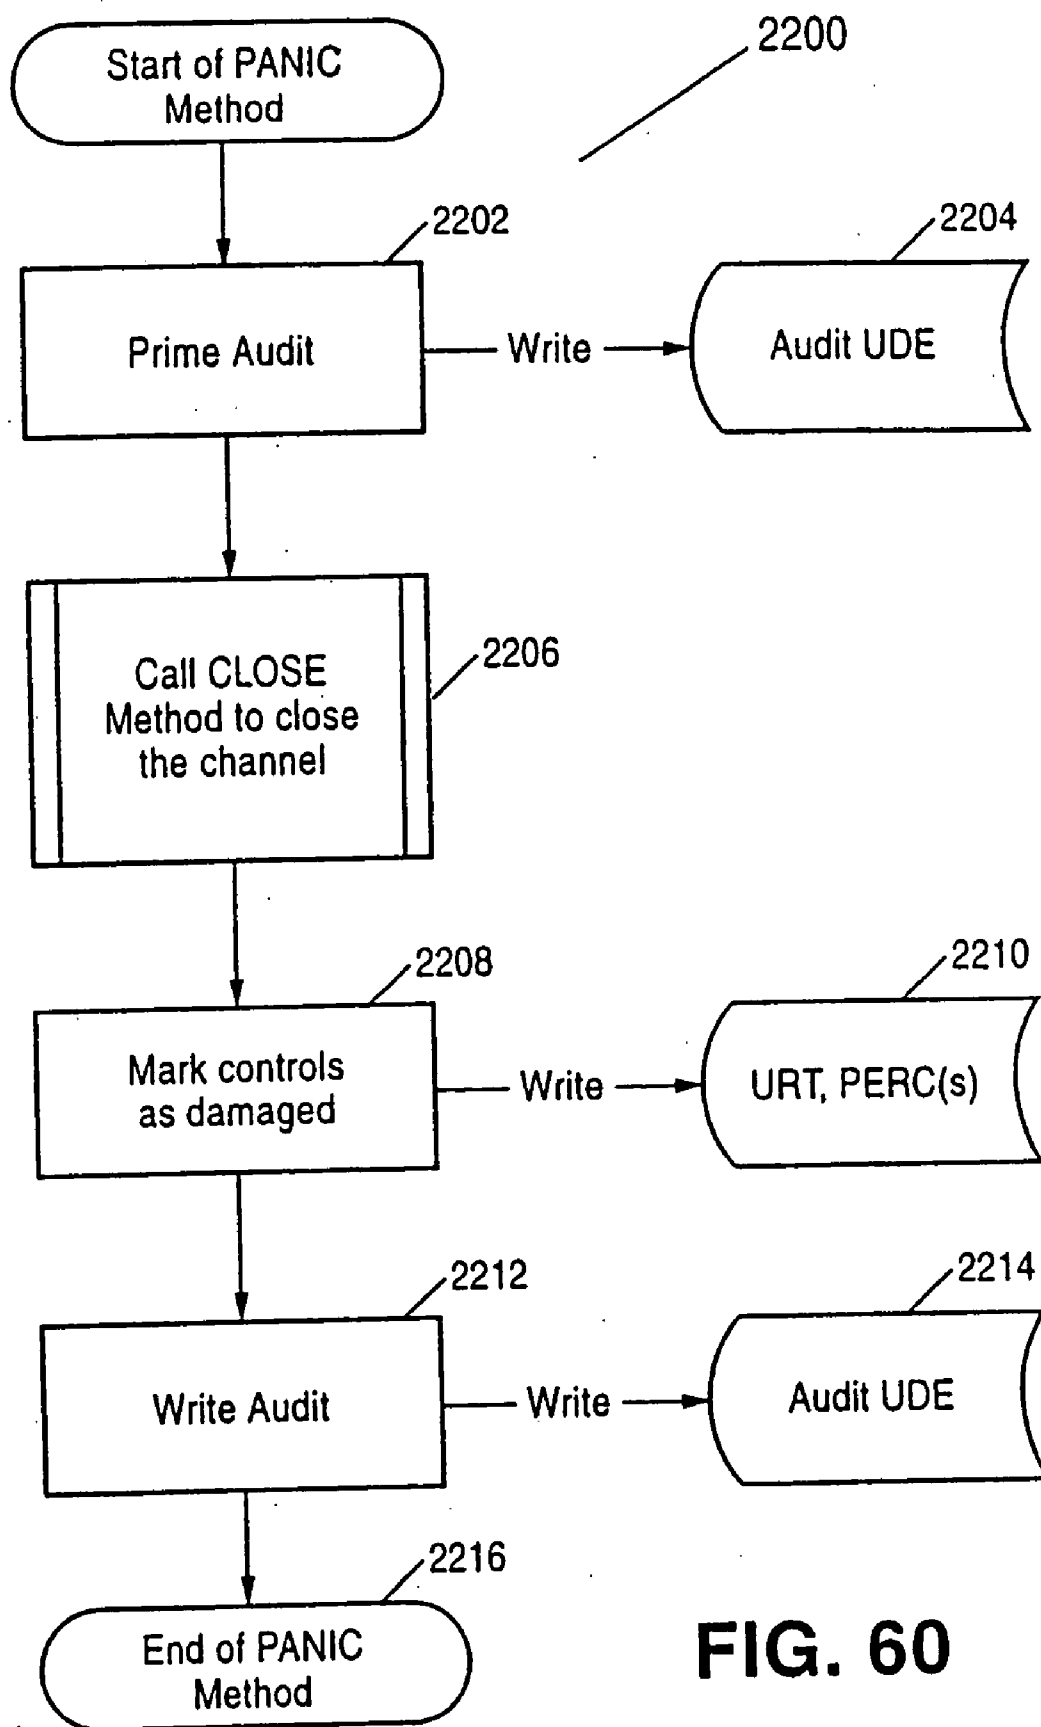 Start of PANIC
Method
2200
2202
2204
Prime Audit
Write
Audit UDE
Call CLOSE
Method to close
the channel
2206
2208
2210
Mark controls
as damaged
Write
URT, PERC(s)
2212
2214
Write Audit
Write
Audit UDE
2216
End of PANIC
Method
FIG. 60